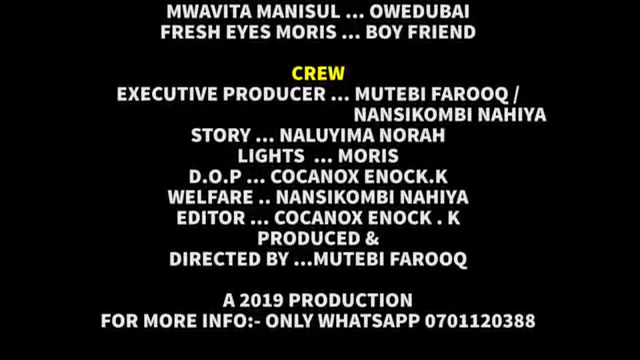 MWAVITA MANISUL ... OWEDUBAI
FRESH EYES MORIS ... BOY FRIEND
CREW
EXECUTIVE PRODUCER ... MUTEBI FAROOQ /
NANSIKOMBI NAHIYA
STORY ... NALUYIMA NORAH
LIGHTS ... MORIS
D.O.P ... COCANOX ENOCK.K
WELFARE .. NANSIKOMBI NAHIYA
EDITOR ... COCANOX ENOCK . K
PRODUCED &
DIRECTED BY ...MUTEBI FAROOQ
A 2019 PRODUCTION
FOR MORE INFO:- ONLY WHATSAPP 0701120388